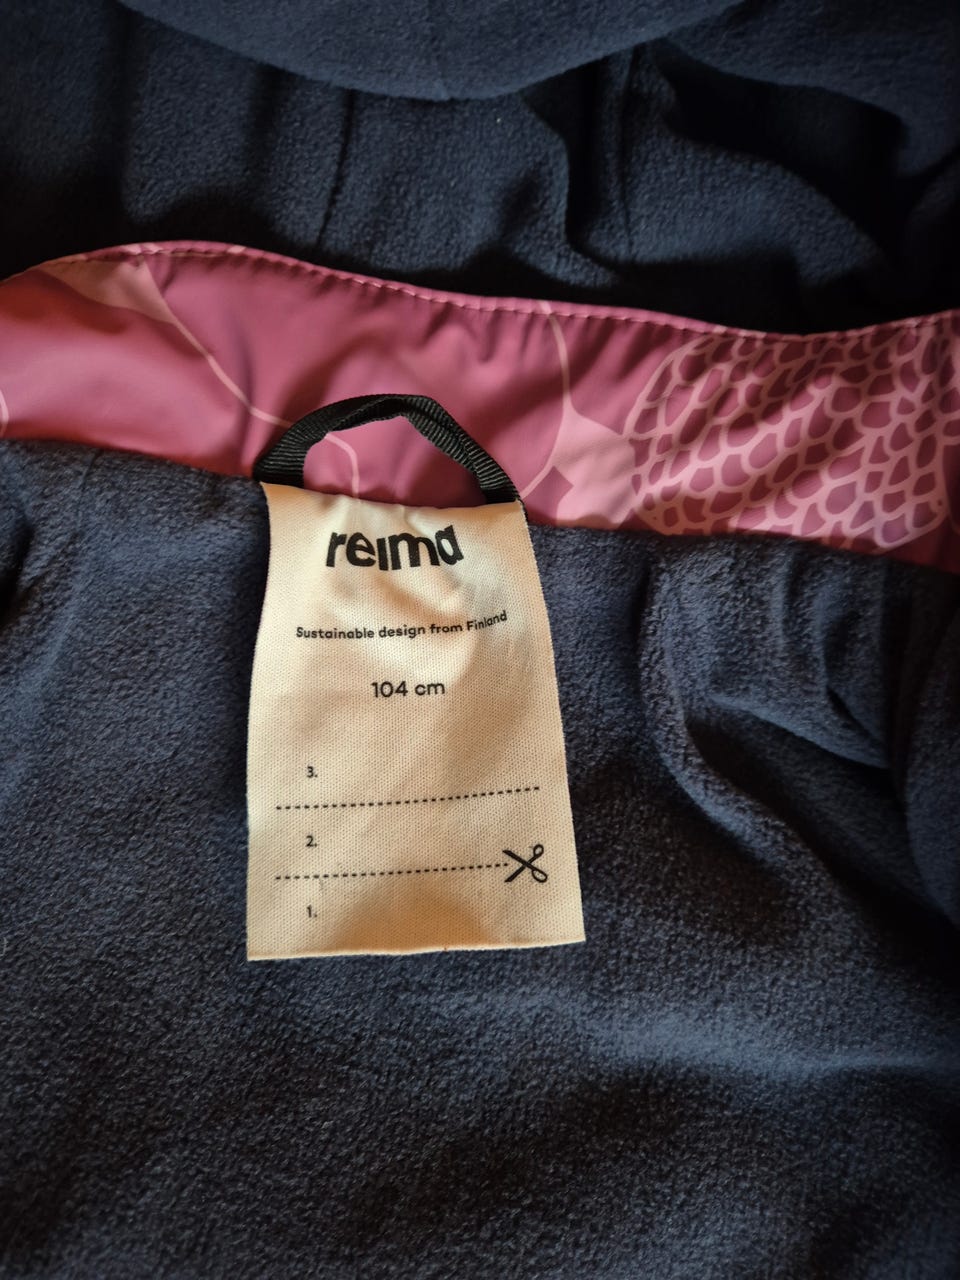 reima
Sustainable design from Finland
104 cm
3.
2.
1.